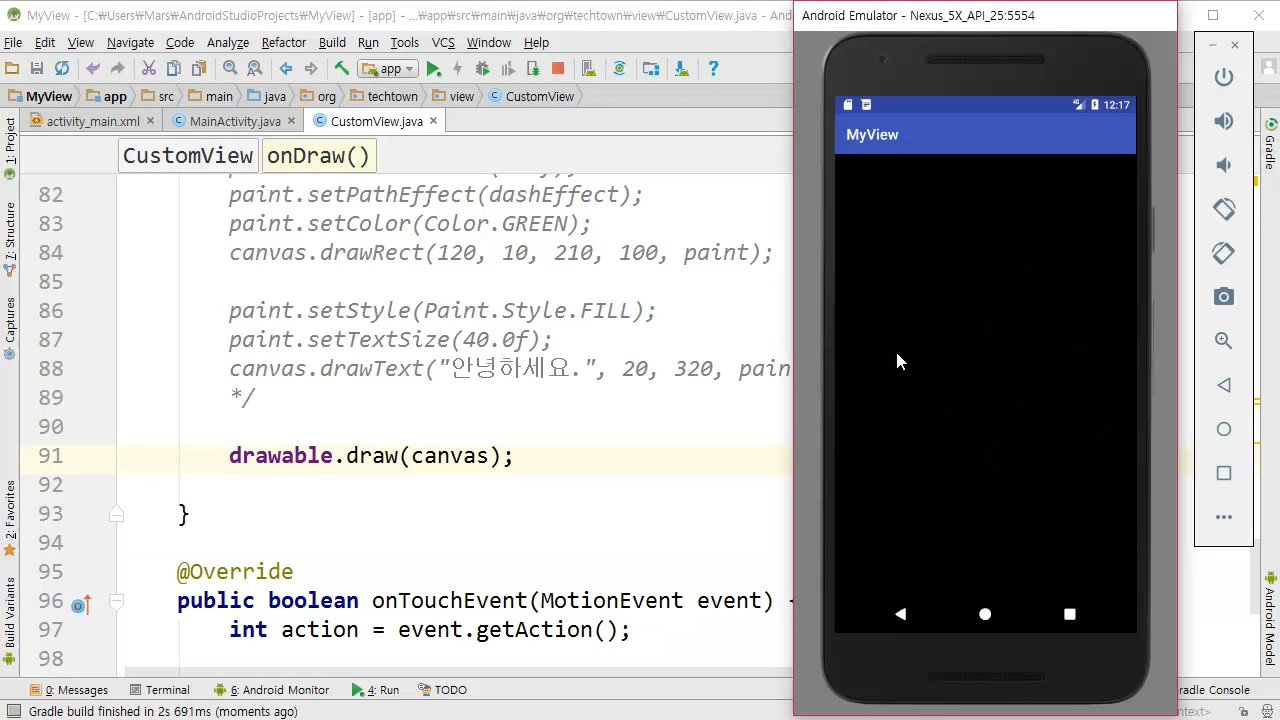 MyView - [C:\Users\Mars\AndroidStudioProjects\MyView] - [app] - ...\app\src\main\java\org\techtown\view\CustomView.java - And
Android Emulator - Nexus_5X_API_25:5554
File Edit View Navigate Code Analyze Refactor Build Run Tools VCS Window Help
app
MyView app src main java org techtown view CustomView
activity_main.xml MainActivity.java CustomView.java
CustomView onDraw()
82 paint.setPathEffect(dashEffect);
83 paint.setColor(Color.GREEN);
84 canvas.drawRect(120, 10, 210, 100, paint);
85
86 paint.setStyle(Paint.Style.FILL);
87 paint.setTextSize(40.0f);
88 canvas.drawText("안녕하세요.", 20, 320, pain
89 */
90
91 drawable.draw(canvas);
92
93 }
94
95 @Override
96 public boolean onTouchEvent(MotionEvent event) {
97 int action = event.getAction();
98
1: Project
7: Structure
Captures
2: Favorites
Build Variants
12:17
MyView
Gradle
Android Model
0: Messages Terminal 6: Android Monitor 4: Run TODO
radle Console
Gradle build finished in 2s 691ms (moments ago)
ntext>